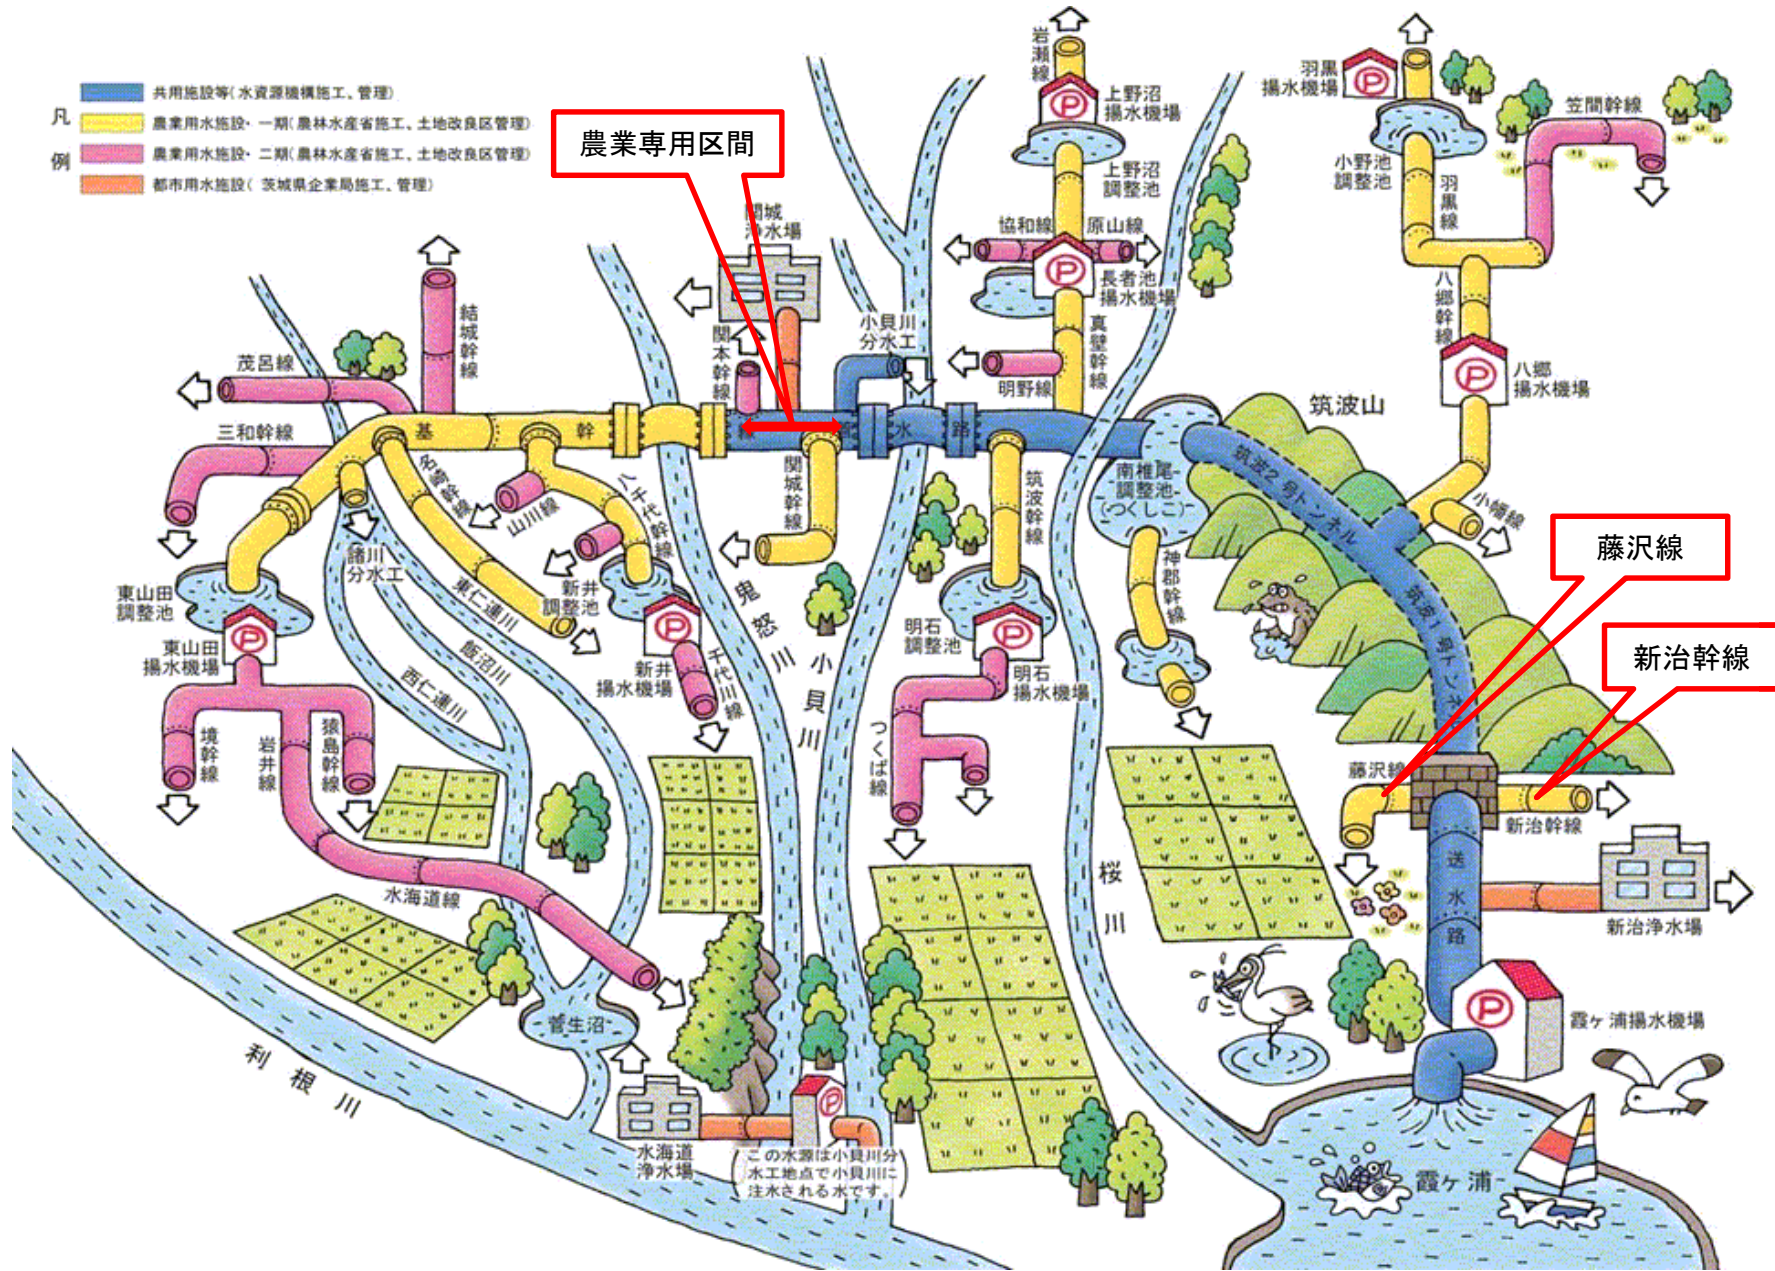 凡
例
共用施設等(水資源機構施工、管理)
農業用水施設・一期(農林水産省施工、土地改良区管理)
農業用水施設・二期(農林水産省施工、土地改良区管理)
都市用水施設( 茨城県企業局施工、管理)
農業専用区間
関城
浄水場
岩瀬線
上野沼
揚水機場
上野沼
調整池
協和線
原山線
長者池
揚水機場
真壁幹線
明野線
羽黒
揚水機場
小野池
調整池
羽黒線
笠間幹線
八郷幹線
八郷
揚水機場
小幡線
筑波山
結城幹線
茂呂線
三和幹線
関本幹線
小貝川
分水工
基 幹 線 管 水 路
関城幹線
筑波幹線
南椎尾
調整池
(つくしこ)
筑波2号トンネル
筑波1号トンネル
神郡幹線
名崎幹線
山川線
八千代幹線
諸川
分水工
東山田
調整池
東山田
揚水機場
東仁連川
飯沼川
西仁連川
新井
調整池
新井
揚水機場
千代川線
鬼怒川
小貝川
明石
調整池
明石
揚水機場
つくば線
桜川
藤沢線
新治幹線
藤沢線
新治幹線
境幹線
岩井線
猿島幹線
水海道線
送水路
新治浄水場
霞ヶ浦揚水機場
菅生沼
利根川
水海道
浄水場
(この水源は小貝川分
水工地点で小貝川に
注水される水です。)
霞ヶ浦
P
P
P
P
P
P
P
P
P
P